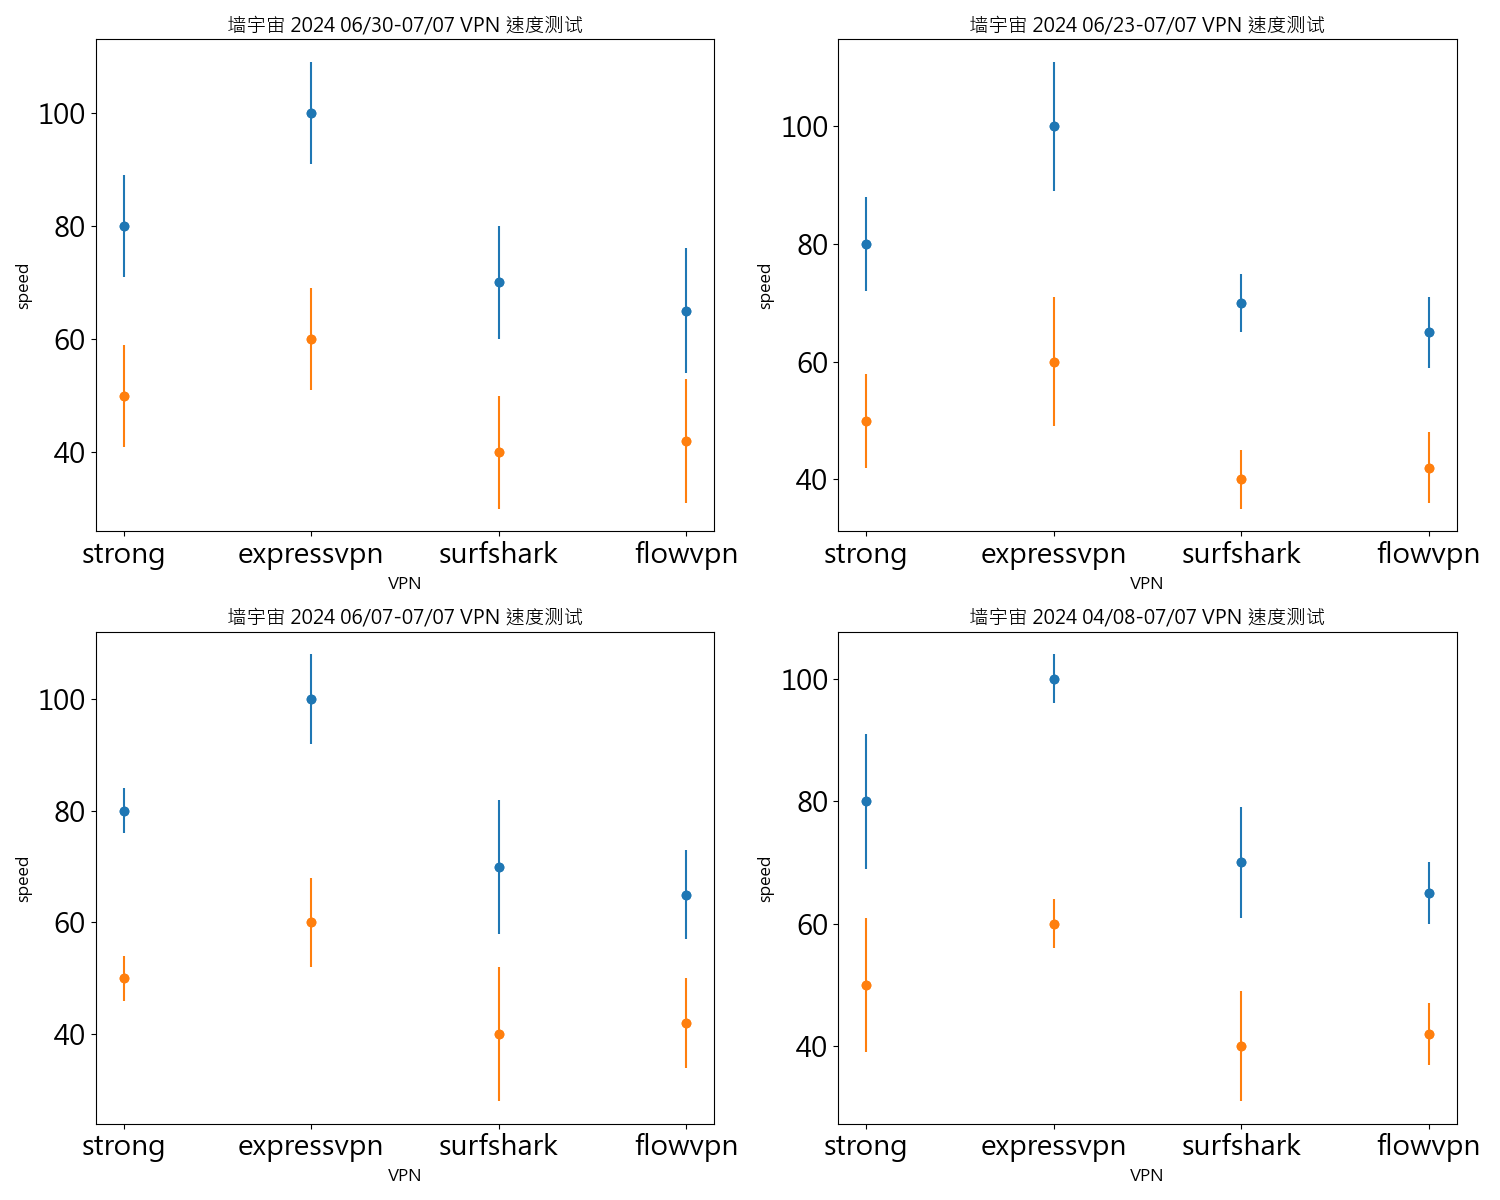 墙宇宙 2024 06/30-07/07 VPN 速度测试
100
80
60
40
speed
strong expressvpn surfshark flowvpn
VPN
墙宇宙 2024 06/23-07/07 VPN 速度测试
100
80
60
40
speed
strong expressvpn surfshark flowvpn
VPN
墙宇宙 2024 06/07-07/07 VPN 速度测试
100
80
60
40
speed
strong expressvpn surfshark flowvpn
VPN
墙宇宙 2024 04/08-07/07 VPN 速度测试
100
80
60
40
speed
strong expressvpn surfshark flowvpn
VPN